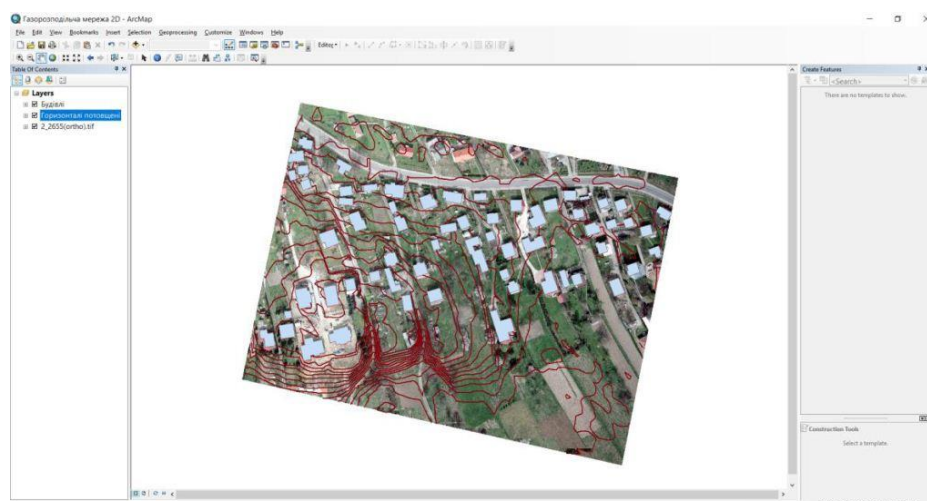 Газорозподільна мережа 2D - ArcMap
File Edit View Bookmarks Insert Selection Geoprocessing Customize Windows Help
Editor
Table Of Contents
Layers
Будівлі
Горизонталі потовщені
2_2655(ortho).tif
Create Features
<Search>
There are no templates to show.
Construction Tools
Select a template.